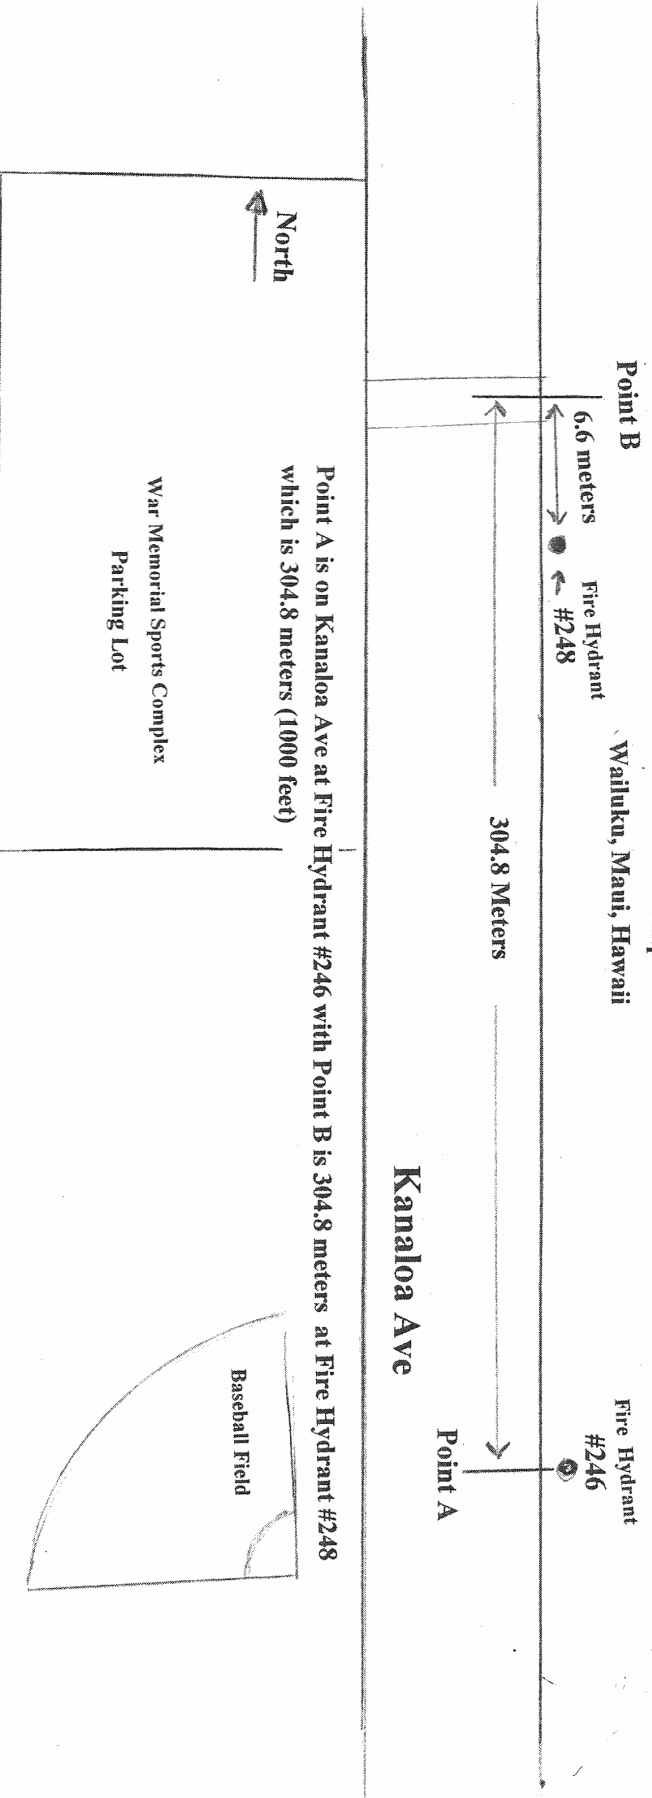 Point B
6.6 meters
Fire Hydrant
#248
Wailuku, Maui, Hawaii
304.8 Meters
Fire Hydrant
#246
Point A
Kanaloa Ave
North
Point A is on Kanaloa Ave at Fire Hydrant #246 with Point B is 304.8 meters at Fire Hydrant #248
which is 304.8 meters (1000 feet)
War Memorial Sports Complex
Parking Lot
Baseball Field